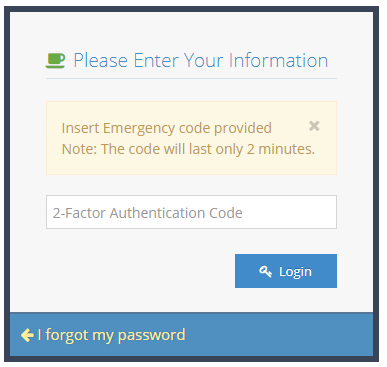 Please Enter Your Information
Insert Emergency code provided
Note: The code will last only 2 minutes.
2-Factor Authentication Code
Login
I forgot my password